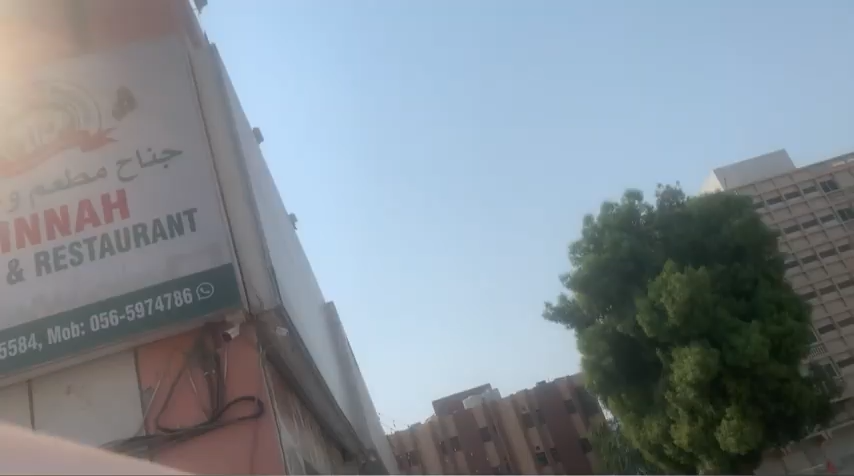 جناح مطعم و
INNAH
& RESTAURANT
5584, Mob: 056-5974786